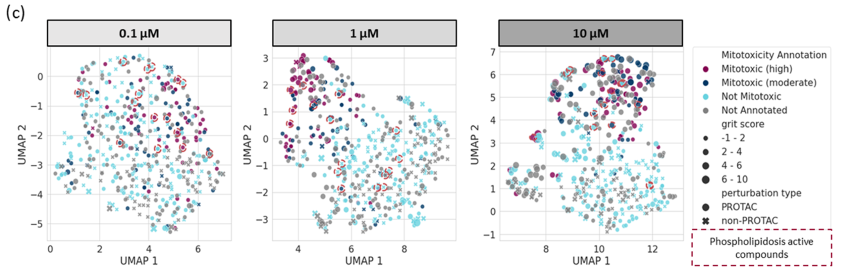 (c)
0.1 μM
1 μM
10 μM
UMAP 2
0
−1
−2
−3
−4
−5
0
2
4
6
UMAP 1
UMAP 2
3
2
1
0
−1
−2
−3
4
6
8
UMAP 1
UMAP 2
7
6
5
4
3
2
1
0
−1
8
10
12
UMAP 1
Mitotoxicity Annotation
Mitotoxic (high)
Mitotoxic (moderate)
Not Mitotoxic
Not Annotated
grit score
-1 - 2
2 - 4
4 - 6
6 - 10
perturbation type
PROTAC
non-PROTAC
Phospholipidosis active
compounds